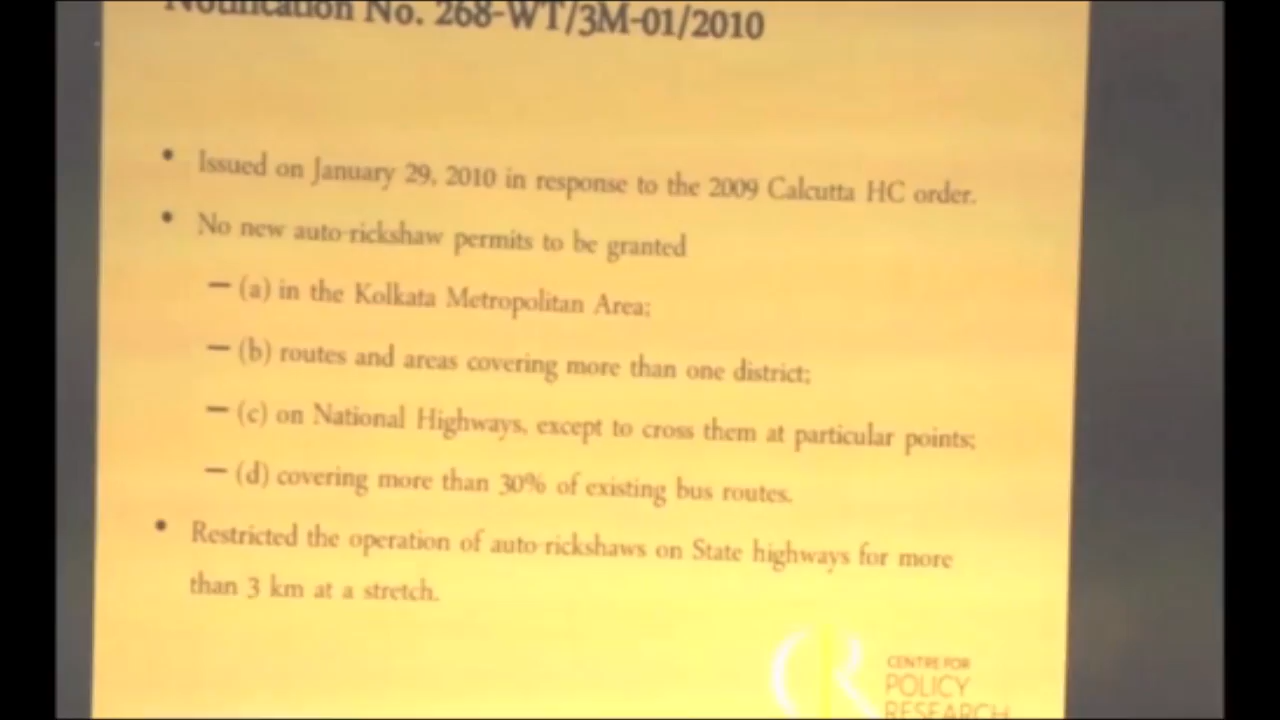 Notification No. 268-WT/3M-01/2010
• Issued on January 29, 2010 in response to the 2009 Calcutta HC order.
• No new auto-rickshaw permits to be granted
– (a) in the Kolkata Metropolitan Area;
– (b) routes and areas covering more than one district;
– (c) on National Highways, except to cross them at particular points;
– (d) covering more than 30% of existing bus routes.
• Restricted the operation of auto-rickshaws on State highways for more
than 3 km at a stretch.
CENTRE FOR
POLICY
RESEARCH